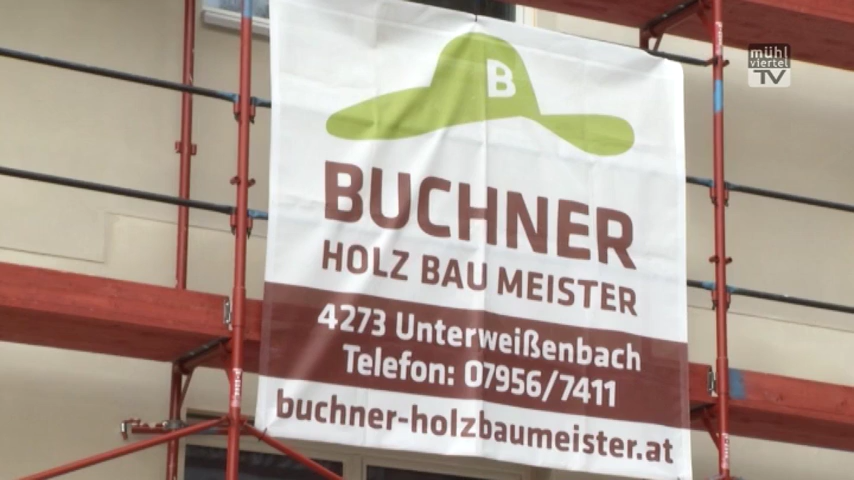 mühl
viertel
TV
B
BUCHNER
HOLZ BAU MEISTER
4273 Unterweißenbach
Telefon: 07956/7411
buchner-holzbaumeister.at